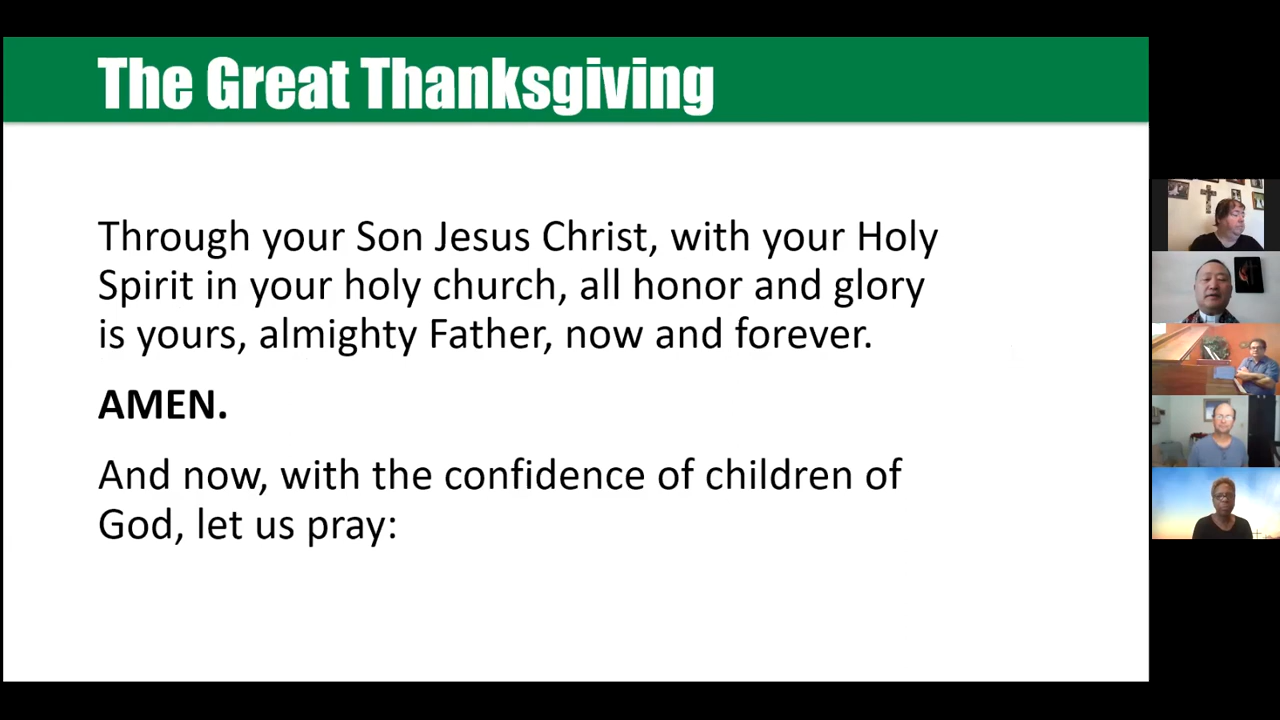 The Great Thanksgiving
Through your Son Jesus Christ, with your Holy
Spirit in your holy church, all honor and glory
is yours, almighty Father, now and forever.
AMEN.
And now, with the confidence of children of
God, let us pray: